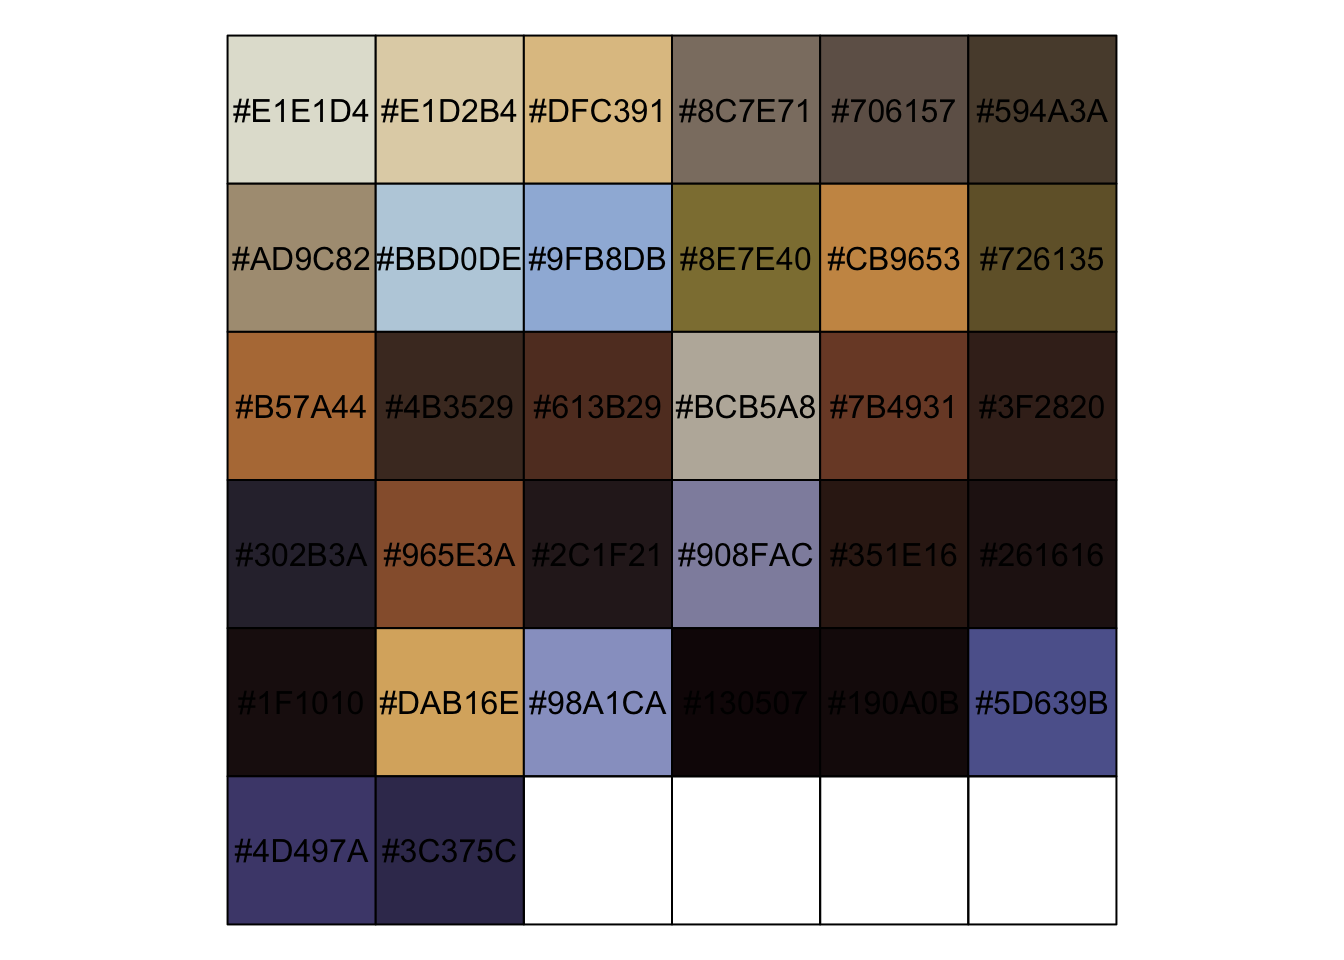 #E1E1D4 #E1D2B4 #DFC391 #8C7E71 #706157 #594A3A
#AD9C82 #BBD0DE #9FB8DB #8E7E40 #CB9653 #726135
#B57A44 #4B3529 #613B29 #BCB5A8 #7B4931 #3F2820
#302B3A #965E3A #2C1F21 #908FAC #351E16 #261616
#1F1010 #DAB16E #98A1CA #130507 #190A0B #5D639B
#4D497A #3C375C